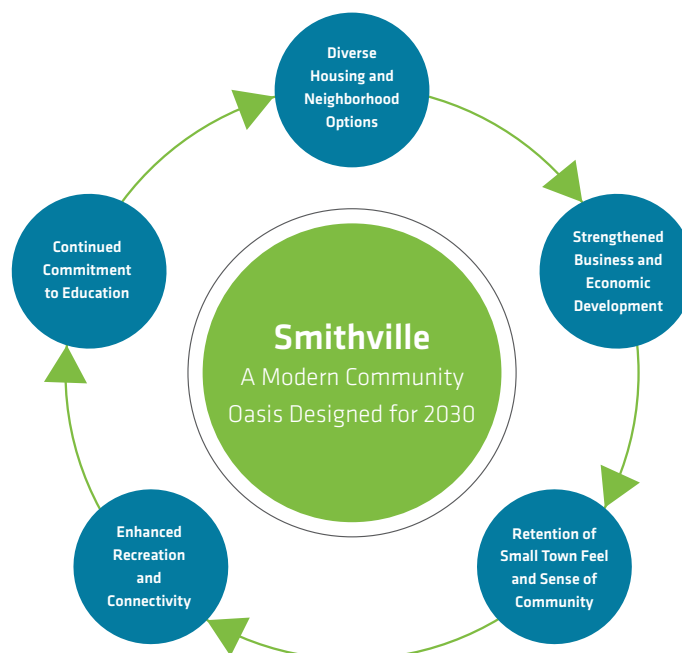 Diverse
Housing and
Neighborhood
Options
Strengthened
Business and
Economic
Development
Retention of
Small Town Feel
and Sense of
Community
Enhanced
Recreation
and
Connectivity
Continued
Commitment
to Education
Smithville
A Modern Community
Oasis Designed for 2030